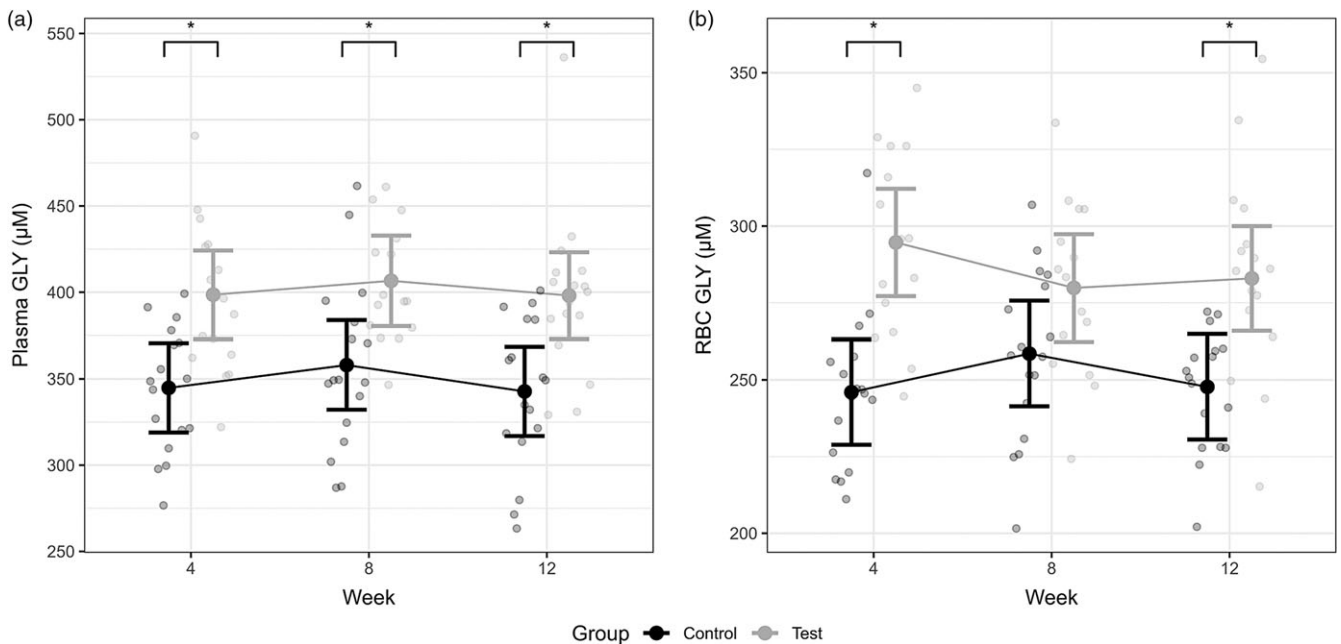 (a)
* * *
550
500
450
400
350
300
250
Plasma GLY (µM)
4 8 12
Week
(b)
* *
350
300
250
200
RBC GLY (µM)
4 8 12
Week
Group Control Test